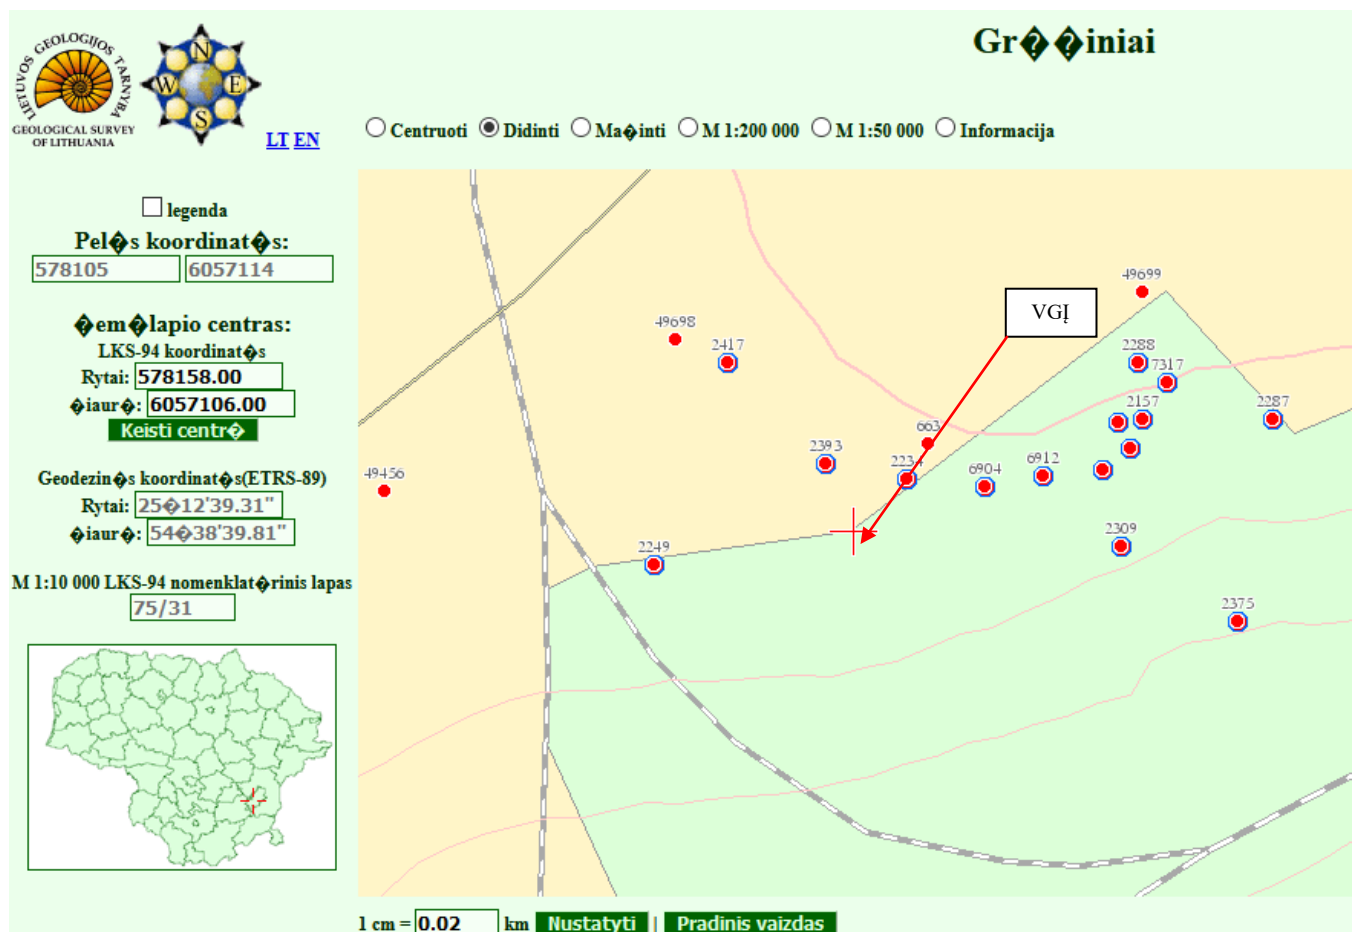 Gr��iniai
LIETUVOS GEOLOGIJOS TARNYBA
GEOLOGICAL SURVEY
OF LITHUANIA
N
W E
S
LT EN
Centruoti Didinti Ma�inti M 1:200 000 M 1:50 000 Informacija
legenda
Pel�s koordinat�s:
578105 6057114
�em�lapio centras:
LKS-94 koordinat�s
Rytai: 578158.00
�iaur�: 6057106.00
Keisti centr�
Geodezin�s koordinat�s(ETRS-89)
Rytai: 25�12'39.31"
�iaur�: 54�38'39.81"
M 1:10 000 LKS-94 nomenklat�rinis lapas
75/31
49699
VGĮ
49698
2417
2288
7317
2157
2287
663
2393
2234
6904
6912
49456
2249
2309
2375
1 cm = 0.02 km Nustatyti | Pradinis vaizdas